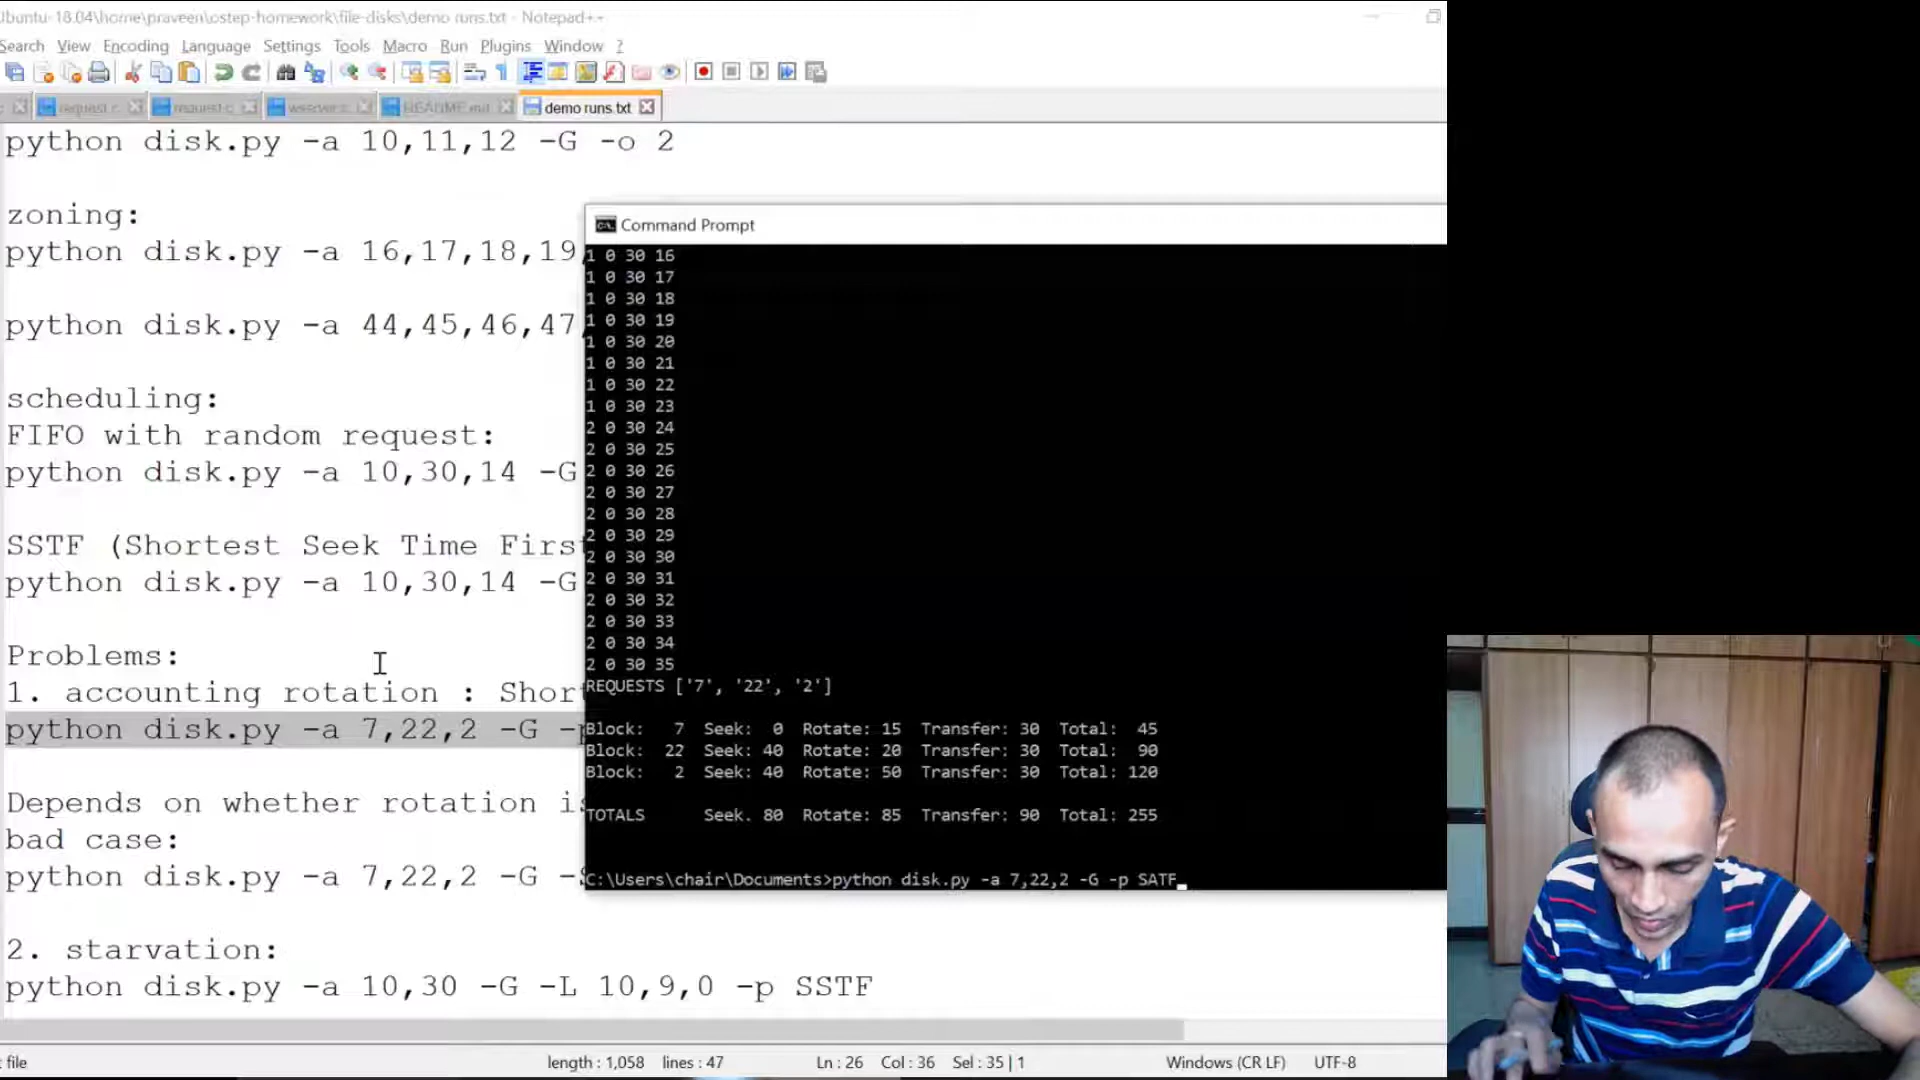 Ubuntu-18.04\home\praveen\ostep-homework\file-disks\demo runs.txt - Notepad++
Search View Encoding Language Settings Tools Macro Run Plugins Window ?
request.c request.c wserver.c README.md demo runs.txt
python disk.py -a 10,11,12 -G -o 2
zoning:
python disk.py -a 16,17,18,19,
python disk.py -a 44,45,46,47,
scheduling:
FIFO with random request:
python disk.py -a 10,30,14 -G
SSTF (Shortest Seek Time First
python disk.py -a 10,30,14 -G
Problems:
1. accounting rotation : Shor
python disk.py -a 7,22,2 -G -p
Depends on whether rotation is
bad case:
python disk.py -a 7,22,2 -G -S
2. starvation:
python disk.py -a 10,30 -G -L 10,9,0 -p SSTF
file length : 1,058 lines : 47 Ln : 26 Col : 36 Sel : 35 | 1 Windows (CR LF) UTF-8
Command Prompt
1 0 30 16
1 0 30 17
1 0 30 18
1 0 30 19
1 0 30 20
1 0 30 21
1 0 30 22
1 0 30 23
2 0 30 24
2 0 30 25
2 0 30 26
2 0 30 27
2 0 30 28
2 0 30 29
2 0 30 30
2 0 30 31
2 0 30 32
2 0 30 33
2 0 30 34
2 0 30 35
REQUESTS ['7', '22', '2']
Block: 7 Seek: 0 Rotate: 15 Transfer: 30 Total: 45
Block: 22 Seek: 40 Rotate: 20 Transfer: 30 Total: 90
Block: 2 Seek: 40 Rotate: 50 Transfer: 30 Total: 120
TOTALS Seek: 80 Rotate: 85 Transfer: 90 Total: 255
C:\Users\chair\Documents>python disk.py -a 7,22,2 -G -p SATF